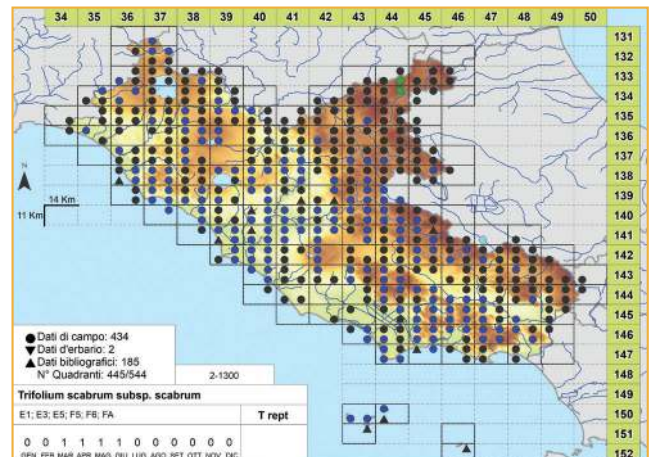 34 35 36 37 38 39 40 41 42 43 44 45 46 47 48 49 50
131
132
133
134
135
136
137
138
139
140
141
142
143
144
145
146
147
148
149
150
151
152
N
14 Km
11 Km
● Dati di campo: 434
▼ Dati d'erbario: 2
▲ Dati bibliografici: 185
N° Quadranti: 445/544
2-1300
Trifolium scabrum subsp. scabrum
E1; E3; E5; F5; F6; FA
T rept
0 0 1 1 1 1 0 0 0 0 0 0
GEN FEB MAR APR MAG GIU LUG AGO SET OTT NOV DIC